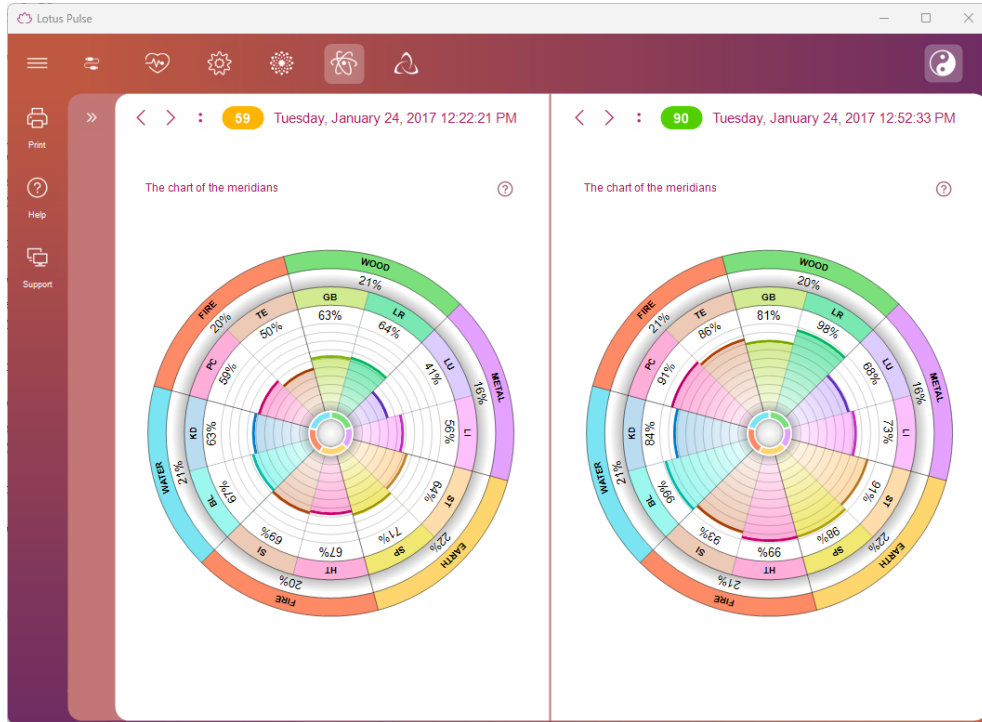 Lotus Pulse
Print
Help
Support
59 Tuesday, January 24, 2017 12:22:21 PM
The chart of the meridians
WOOD
21%
GB
63%
LR
64%
METAL
16%
LU
41%
LI
56%
EARTH
22%
ST
64%
SP
71%
FIRE
20%
HT
67%
SI
69%
WATER
21%
BL
67%
KD
63%
FIRE
20%
PC
59%
TE
50%
90 Tuesday, January 24, 2017 12:52:33 PM
The chart of the meridians
WOOD
20%
GB
81%
LR
98%
METAL
16%
LU
68%
LI
73%
EARTH
22%
ST
91%
SP
98%
FIRE
21%
HT
99%
SI
93%
WATER
21%
BL
99%
KD
84%
FIRE
21%
PC
91%
TE
86%